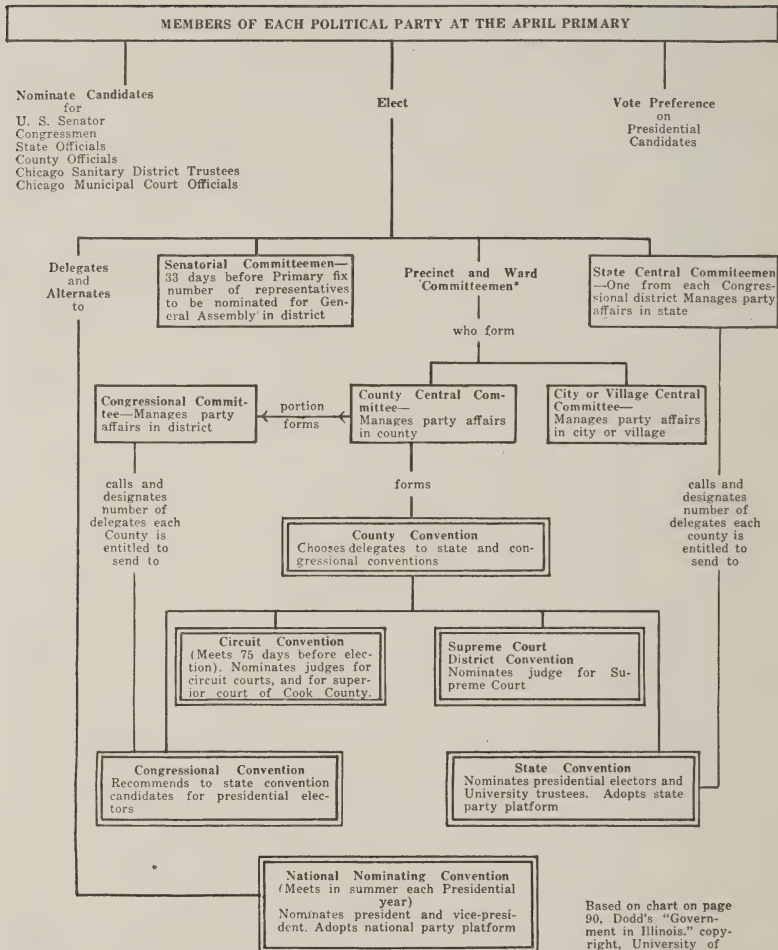 MEMBERS OF EACH POLITICAL PARTY AT THE APRIL PRIMARY
Nominate Candidates
for
U. S. Senator
Congressmen
State Officials
County Officials
Chicago Sanitary District Trustees
Chicago Municipal Court Officials
Elect
Vote Preference
on
Presidential
Candidates
Delegates
and
Alternates
to
Senatorial Committeemen—
33 days before Primary fix
number of representatives
to be nominated for Gen-
eral Assembly in district
Precinct and Ward
Committeemen*
State Central Commiteemen
—One from each Congres-
sional district Manages party
affairs in state
who form
Congressional Commit-
tee—Manages party
affairs in district
portion
forms
County Central Com-
mittee—
Manages party affairs
in county
City or Village Central
Committee—
Manages party affairs
in city or village
calls and
designates
number of
delegates each
County is
entitled to
send to
forms
calls and
designates
number of
delegates each
county is
entitled to
send to
County Convention
Chooses delegates to state and con-
gressional conventions
Circuit Convention
(Meets 75 days before elec-
tion). Nominates judges for
circuit courts, and for super-
ior court of Cook County.
Supreme Court
District Convention
Nominates judge for Su-
preme Court
Congressional Convention
Recommends to state convention
candidates for presidential elec-
tors
State Convention
Nominates presidential electors and
University trustees. Adopts state
party platform
National Nominating Convention
(Meets in summer each Presidential
year)
Nominates president and vice-presi-
dent. Adopts national party platform
Based on chart on page
90, Dodd's "Govern-
ment in Illinois." copy-
right, University of